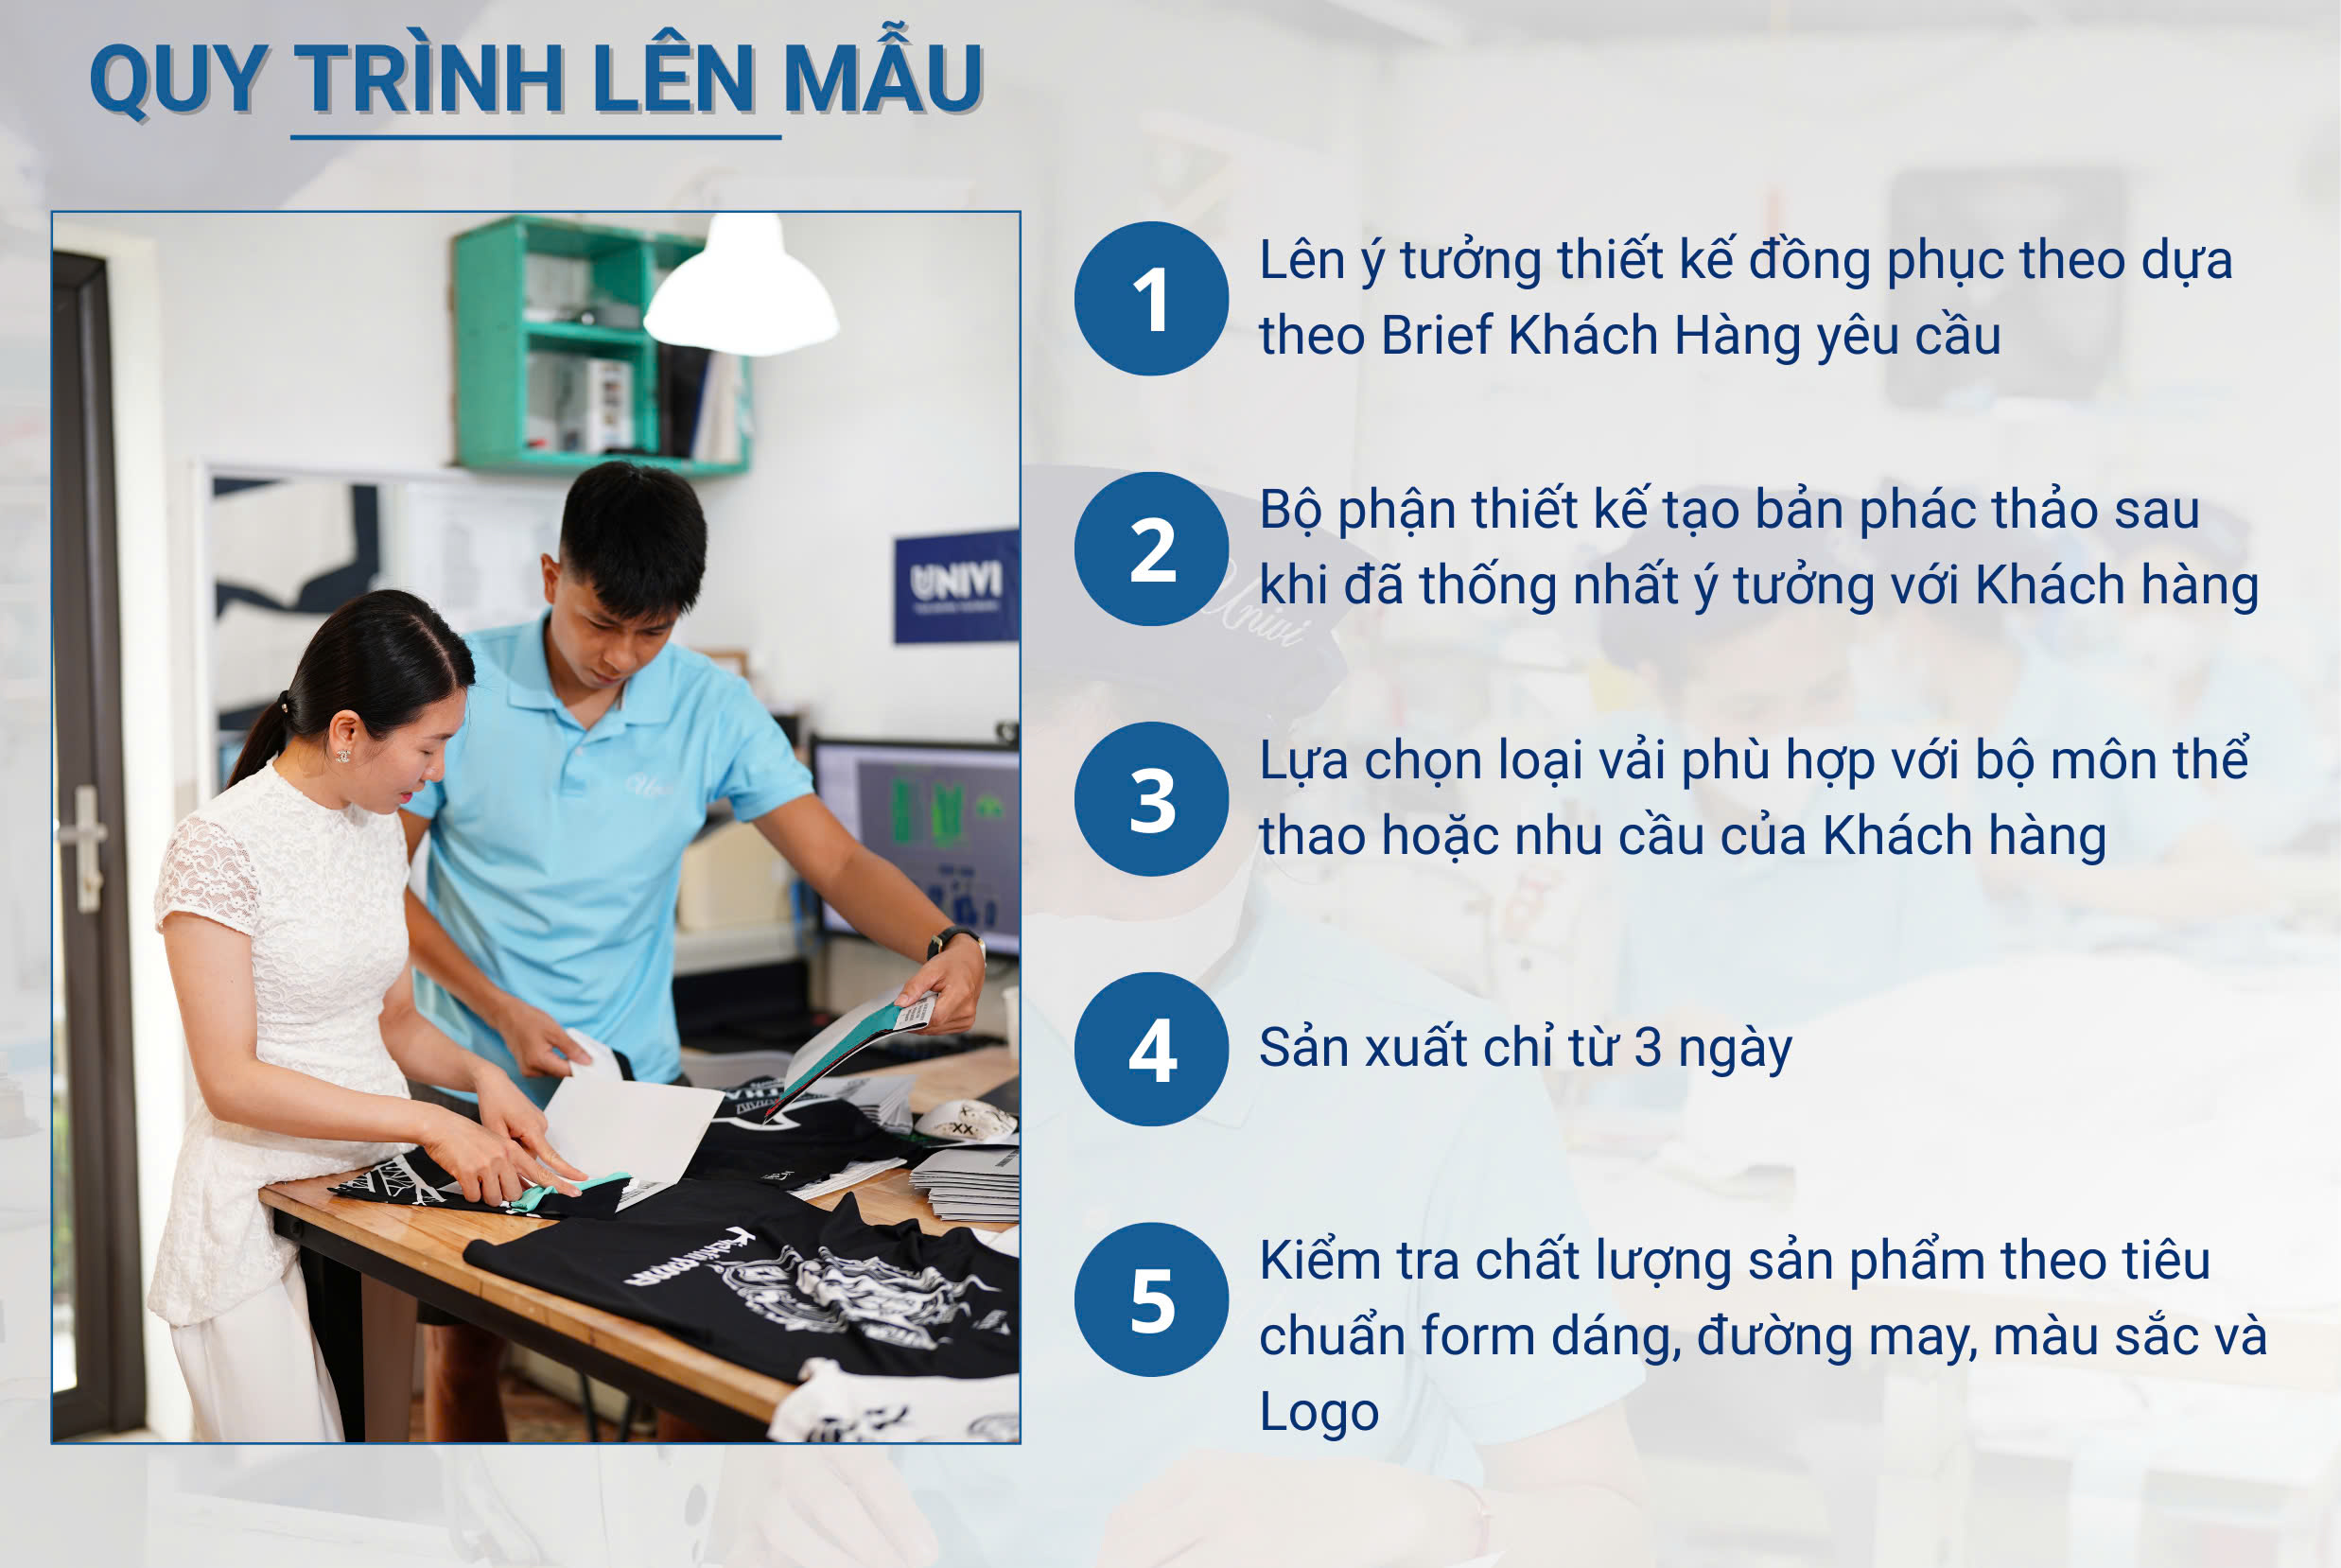 QUY TRÌNH LÊN MẪU
UNIVI
1
Lên ý tưởng thiết kế đồng phục theo dựa
theo Brief Khách Hàng yêu cầu
2
Bộ phận thiết kế tạo bản phác thảo sau
khi đã thống nhất ý tưởng với Khách hàng
Univi
3
Lựa chọn loại vải phù hợp với bộ môn thể
thao hoặc nhu cầu của Khách hàng
4
Sản xuất chỉ từ 3 ngày
5
Kiểm tra chất lượng sản phẩm theo tiêu
chuẩn form dáng, đường may, màu sắc và
Logo